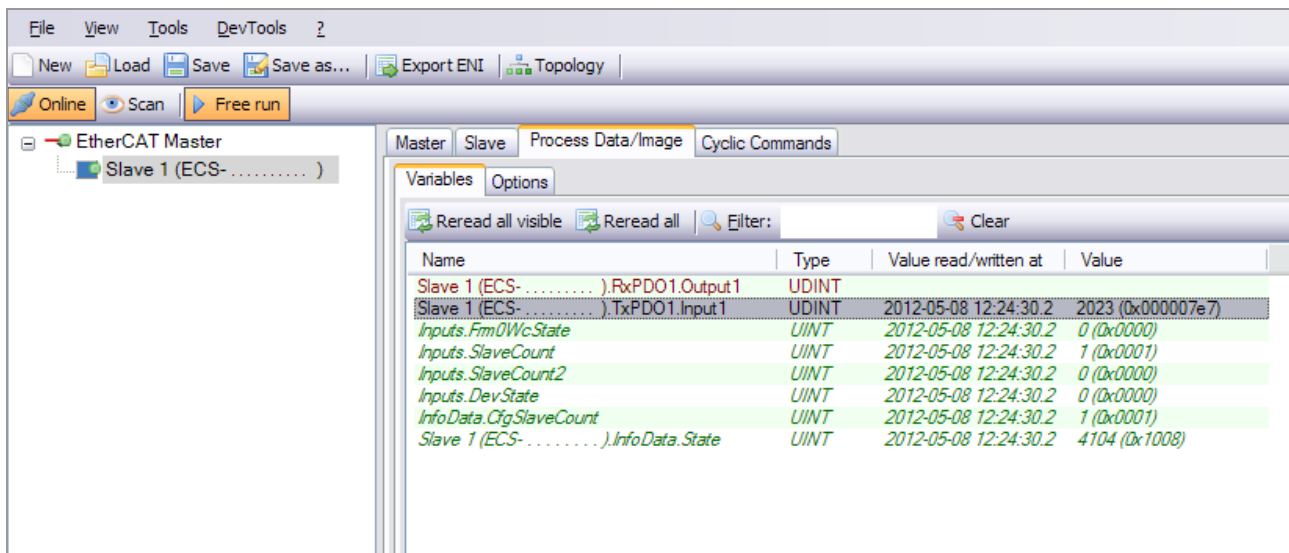 File View Tools DevTools ?
New Load Save Save as... Export ENI Topology
Online Scan Free run
EtherCAT Master
Slave 1 (ECS- . . . . . . . . . . )
Master Slave Process Data/Image Cyclic Commands
Variables Options
Reread all visible Reread all Filter: Clear
Name Type Value read/written at Value
Slave 1 (ECS- . . . . . . . . . ).RxPDO1.Output1 UDINT
Slave 1 (ECS- . . . . . . . . . ).TxPDO1.Input1 UDINT 2012-05-08 12:24:30.2 2023 (0x000007e7)
Inputs.Frm0WcState UINT 2012-05-08 12:24:30.2 0 (0x0000)
Inputs.SlaveCount UINT 2012-05-08 12:24:30.2 1 (0x0001)
Inputs.SlaveCount2 UINT 2012-05-08 12:24:30.2 0 (0x0000)
Inputs.DevState UINT 2012-05-08 12:24:30.2 0 (0x0000)
InfoData.CfgSlaveCount UINT 2012-05-08 12:24:30.2 1 (0x0001)
Slave 1 (ECS- . . . . . . . . ).InfoData.State UINT 2012-05-08 12:24:30.2 4104 (0x1008)